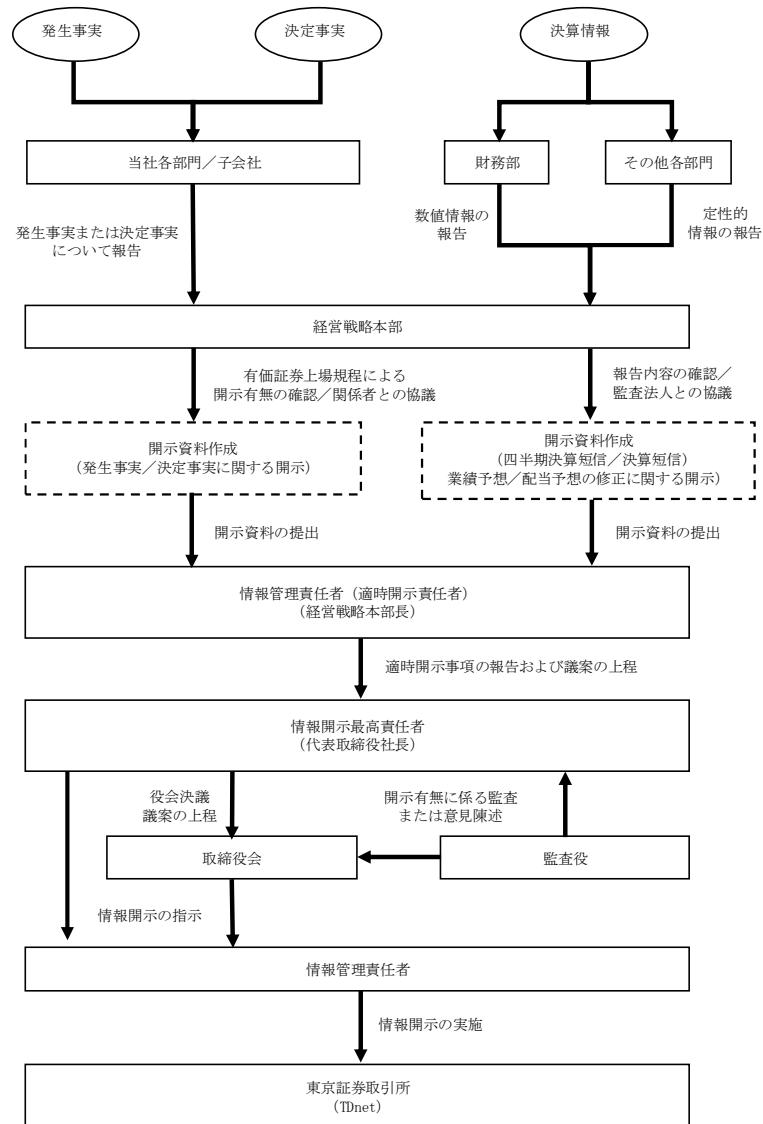 発生事実
決定事実
決算情報
当社各部門／子会社
財務部
その他各部門
発生事実または決定事実
について報告
数値情報の
報告
定性的
情報の報告
経営戦略本部
有価証券上場規程による
開示有無の確認／関係者との協議
報告内容の確認／
監査法人との協議
開示資料作成
（発生事実／決定事実に関する開示）
開示資料作成
（四半期決算短信／決算短信）
業績予想／配当予想の修正に関する開示）
開示資料の提出
開示資料の提出
情報管理責任者（適時開示責任者）
（経営戦略本部長）
適時開示事項の報告および議案の上程
情報開示最高責任者
（代表取締役社長）
役会決議
議案の上程
開示有無に係る監査
または意見陳述
取締役会
監査役
情報開示の指示
情報管理責任者
情報開示の実施
東京証券取引所
（TDnet）